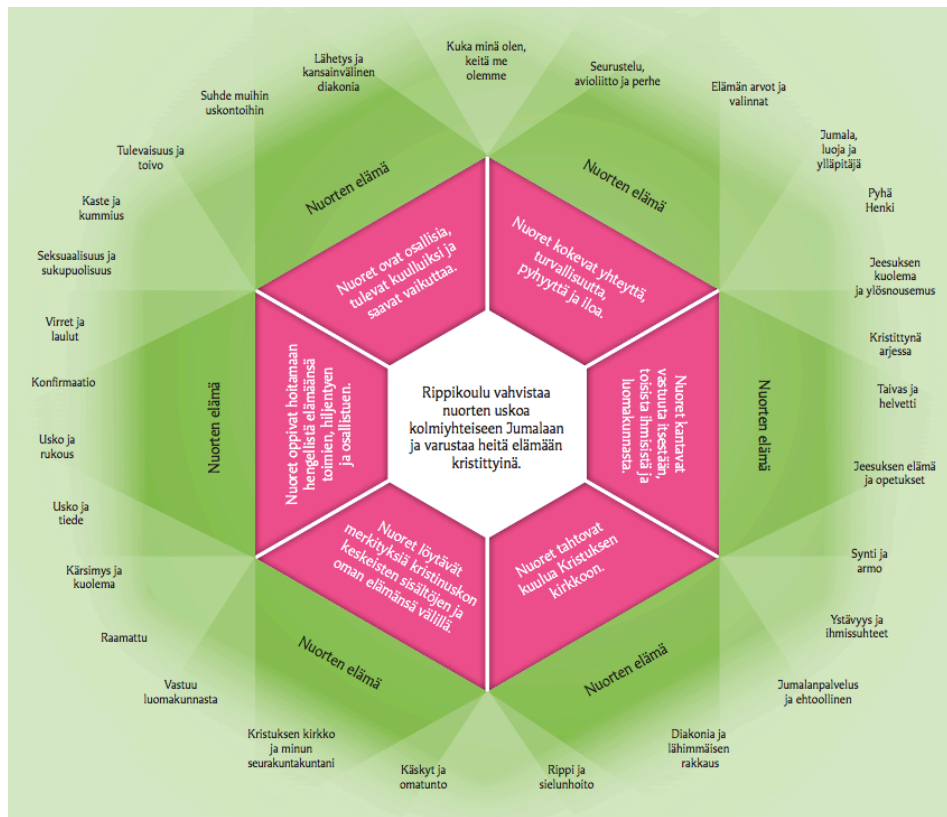 Kuka minä olen,
keitä me
olemme
Seurustelu,
avioliitto ja perhe
Elämän arvot ja
valinnat
Jumala,
luoja ja
ylläpitäjä
Pyhä
Henki
Jeesuksen
kuolema
ja ylösnousemus
Kristittynä
arjessa
Taivas ja
helvetti
Jeesuksen elämä
ja opetukset
Synti ja
armo
Ystävyys ja
ihmissuhteet
Jumalanpalvelus
ja ehtoollinen
Diakonia ja
lähimmäisen
rakkaus
Rippi ja
sielunhoito
Käskyt ja
omatunto
Kristuksen kirkko
ja minun
seurakuntakuntani
Vastuu
luomakunnasta
Raamattu
Kärsimys ja
kuolema
Usko ja
tiede
Usko ja
rukous
Konfirmaatio
Virret ja
laulut
Seksuaalisuus ja
sukupuolisuus
Kaste ja
kummius
Tulevaisuus ja
toivo
Suhde muihin
uskontoihin
Lähetys ja
kansainvälinen
diakonia
Nuorten elämä
Nuorten elämä
Nuorten elämä
Nuorten elämä
Nuorten elämä
Nuorten elämä
Nuoret ovat osallisia,
tulevat kuulluiksi ja
saavat vaikuttaa.
Nuoret kokevat yhteyttä,
turvallisuutta,
pyhyyttä ja iloa.
Nuoret kantavat
vastuuta itsestään,
toisista ihmisistä ja
luomakunnasta.
Nuoret tahtovat
kuulua Kristuksen
kirkkoon.
Nuoret löytävät
merkityksiä kristinuskon
keskeisten sisältöjen ja
oman elämänsä välillä.
Nuoret oppivat hoitamaan
hengellistä elämäänsä
toimien, hiljentyen
ja osallistuen.
Rippikoulu vahvistaa
nuorten uskoa
kolmiyhteiseen Jumalaan
ja varustaa heitä elämään
kristittyinä.